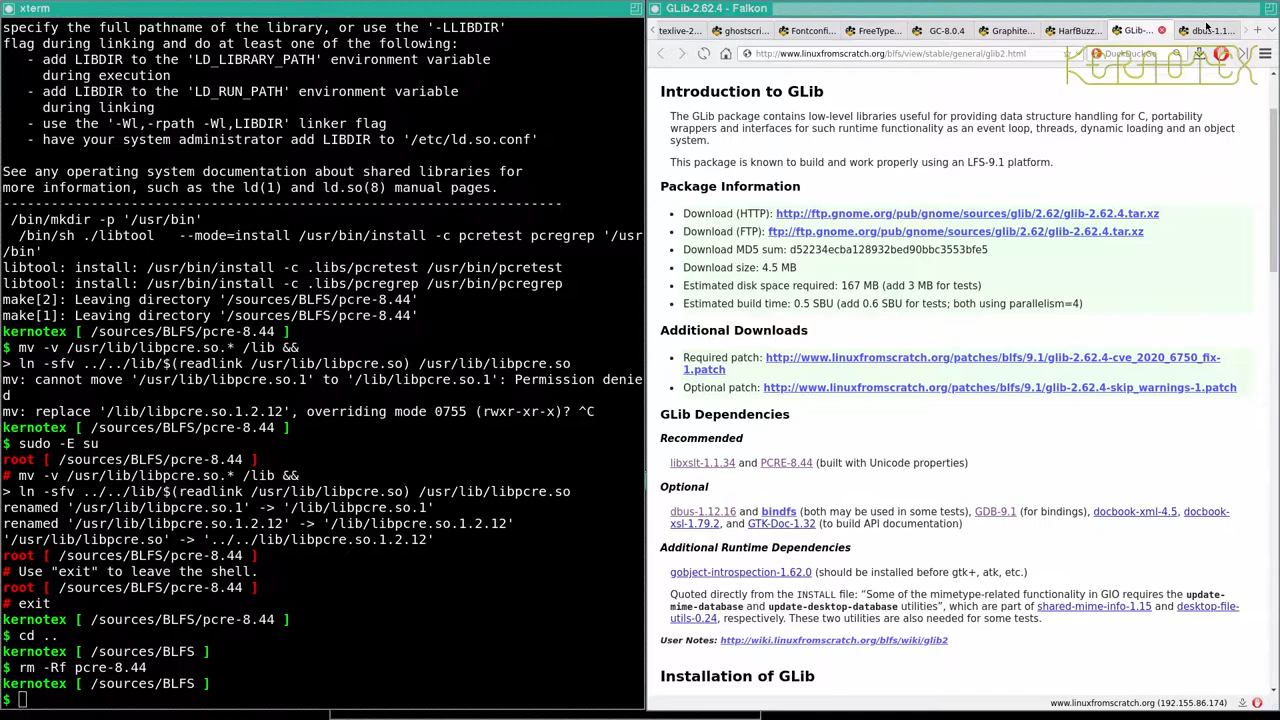 xterm
specify the full pathname of the library, or use the '-LLIBDIR'
flag during linking and do at least one of the following:
- add LIBDIR to the 'LD_LIBRARY_PATH' environment variable
during execution
- add LIBDIR to the 'LD_RUN_PATH' environment variable
during linking
- use the '-Wl,-rpath -Wl,LIBDIR' linker flag
- have your system administrator add LIBDIR to '/etc/ld.so.conf'
See any operating system documentation about shared libraries for
more information, such as the ld(1) and ld.so(8) manual pages.
----------------------------------------------------------------------
/bin/mkdir -p '/usr/bin'
/bin/sh ./libtool   --mode=install /usr/bin/install -c pcretest pcregrep '/usr
/bin'
libtool: install: /usr/bin/install -c .libs/pcretest /usr/bin/pcretest
libtool: install: /usr/bin/install -c .libs/pcregrep /usr/bin/pcregrep
make[2]: Leaving directory '/sources/BLFS/pcre-8.44'
make[1]: Leaving directory '/sources/BLFS/pcre-8.44'
kernotex [ /sources/BLFS/pcre-8.44 ]
$ mv -v /usr/lib/libpcre.so.* /lib &&
> ln -sfv ../../lib/$(readlink /usr/lib/libpcre.so) /usr/lib/libpcre.so
mv: cannot move '/usr/lib/libpcre.so.1' to '/lib/libpcre.so.1': Permission denie
d
mv: replace '/lib/libpcre.so.1.2.12', overriding mode 0755 (rwxr-xr-x)? ^C
kernotex [ /sources/BLFS/pcre-8.44 ]
$ sudo -E su
root [ /sources/BLFS/pcre-8.44 ]
# mv -v /usr/lib/libpcre.so.* /lib &&
> ln -sfv ../../lib/$(readlink /usr/lib/libpcre.so) /usr/lib/libpcre.so
renamed '/usr/lib/libpcre.so.1' -> '/lib/libpcre.so.1'
renamed '/usr/lib/libpcre.so.1.2.12' -> '/lib/libpcre.so.1.2.12'
'/usr/lib/libpcre.so' -> '../../lib/libpcre.so.1.2.12'
root [ /sources/BLFS/pcre-8.44 ]
# Use "exit" to leave the shell.
root [ /sources/BLFS/pcre-8.44 ]
# exit
kernotex [ /sources/BLFS/pcre-8.44 ]
$ cd ..
kernotex [ /sources/BLFS ]
$ rm -Rf pcre-8.44
kernotex [ /sources/BLFS ]
$
GLib-2.62.4 - Falkon
texlive-2... ghostscri... Fontconfi... FreeType... GC-8.0.4 Graphite... HarfBuzz... GLib-... dbus-1.1...
http://www.linuxfromscratch.org/blfs/view/stable/general/glib2.html DuckDuckGo
KERNOTEX
Introduction to GLib
The GLib package contains low-level libraries useful for providing data structure handling for C, portability
wrappers and interfaces for such runtime functionality as an event loop, threads, dynamic loading and an object
system.
This package is known to build and work properly using an LFS-9.1 platform.
Package Information
• Download (HTTP): http://ftp.gnome.org/pub/gnome/sources/glib/2.62/glib-2.62.4.tar.xz
• Download (FTP): ftp://ftp.gnome.org/pub/gnome/sources/glib/2.62/glib-2.62.4.tar.xz
• Download MD5 sum: d52234ecba128932bed90bbc3553bfe5
• Download size: 4.5 MB
• Estimated disk space required: 167 MB (add 3 MB for tests)
• Estimated build time: 0.5 SBU (add 0.6 SBU for tests; both using parallelism=4)
Additional Downloads
• Required patch: http://www.linuxfromscratch.org/patches/blfs/9.1/glib-2.62.4-cve_2020_6750_fix-
1.patch
• Optional patch: http://www.linuxfromscratch.org/patches/blfs/9.1/glib-2.62.4-skip_warnings-1.patch
GLib Dependencies
Recommended
libxslt-1.1.34 and PCRE-8.44 (built with Unicode properties)
Optional
dbus-1.12.16 and bindfs (both may be used in some tests), GDB-9.1 (for bindings), docbook-xml-4.5, docbook-
xsl-1.79.2, and GTK-Doc-1.32 (to build API documentation)
Additional Runtime Dependencies
gobject-introspection-1.62.0 (should be installed before gtk+, atk, etc.)
Quoted directly from the INSTALL file: “Some of the mimetype-related functionality in GIO requires the update-
mime-database and update-desktop-database utilities”, which are part of shared-mime-info-1.15 and desktop-file-
utils-0.24, respectively. These two utilities are also needed for some tests.
User Notes: http://wiki.linuxfromscratch.org/blfs/wiki/glib2
Installation of GLib
www.linuxfromscratch.org (192.155.86.174)